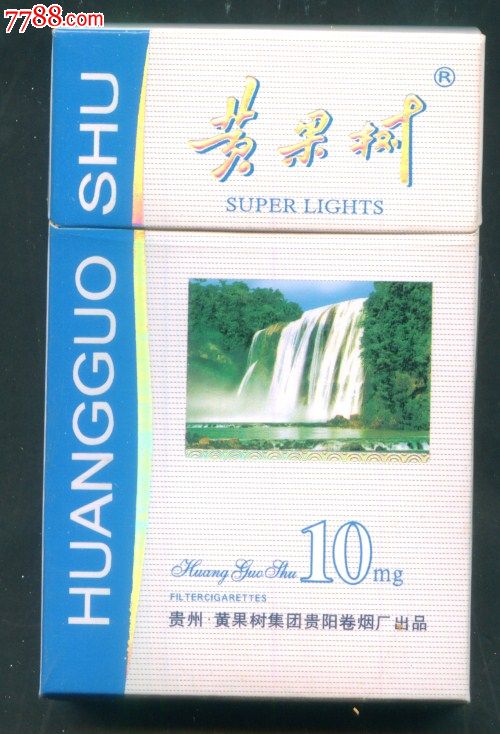 7788.com
HUANGGUO SHU
黄果树
®
SUPER LIGHTS
Huang Guo Shu 10mg
FILTERCIGARETTES
贵州·黄果树集团贵阳卷烟厂出品